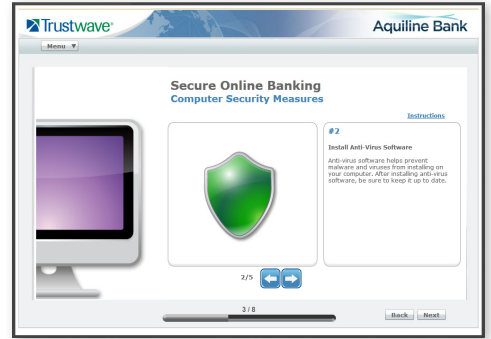 Trustwave®
Aquiline Bank
Menu ▼
Secure Online Banking
Computer Security Measures
Instructions
#2
Install Anti-Virus Software
Anti-virus software helps prevent
malware and viruses from installing on
your computer. After installing anti-virus
software, be sure to keep it up to date.
2/5
3 / 8
Back Next